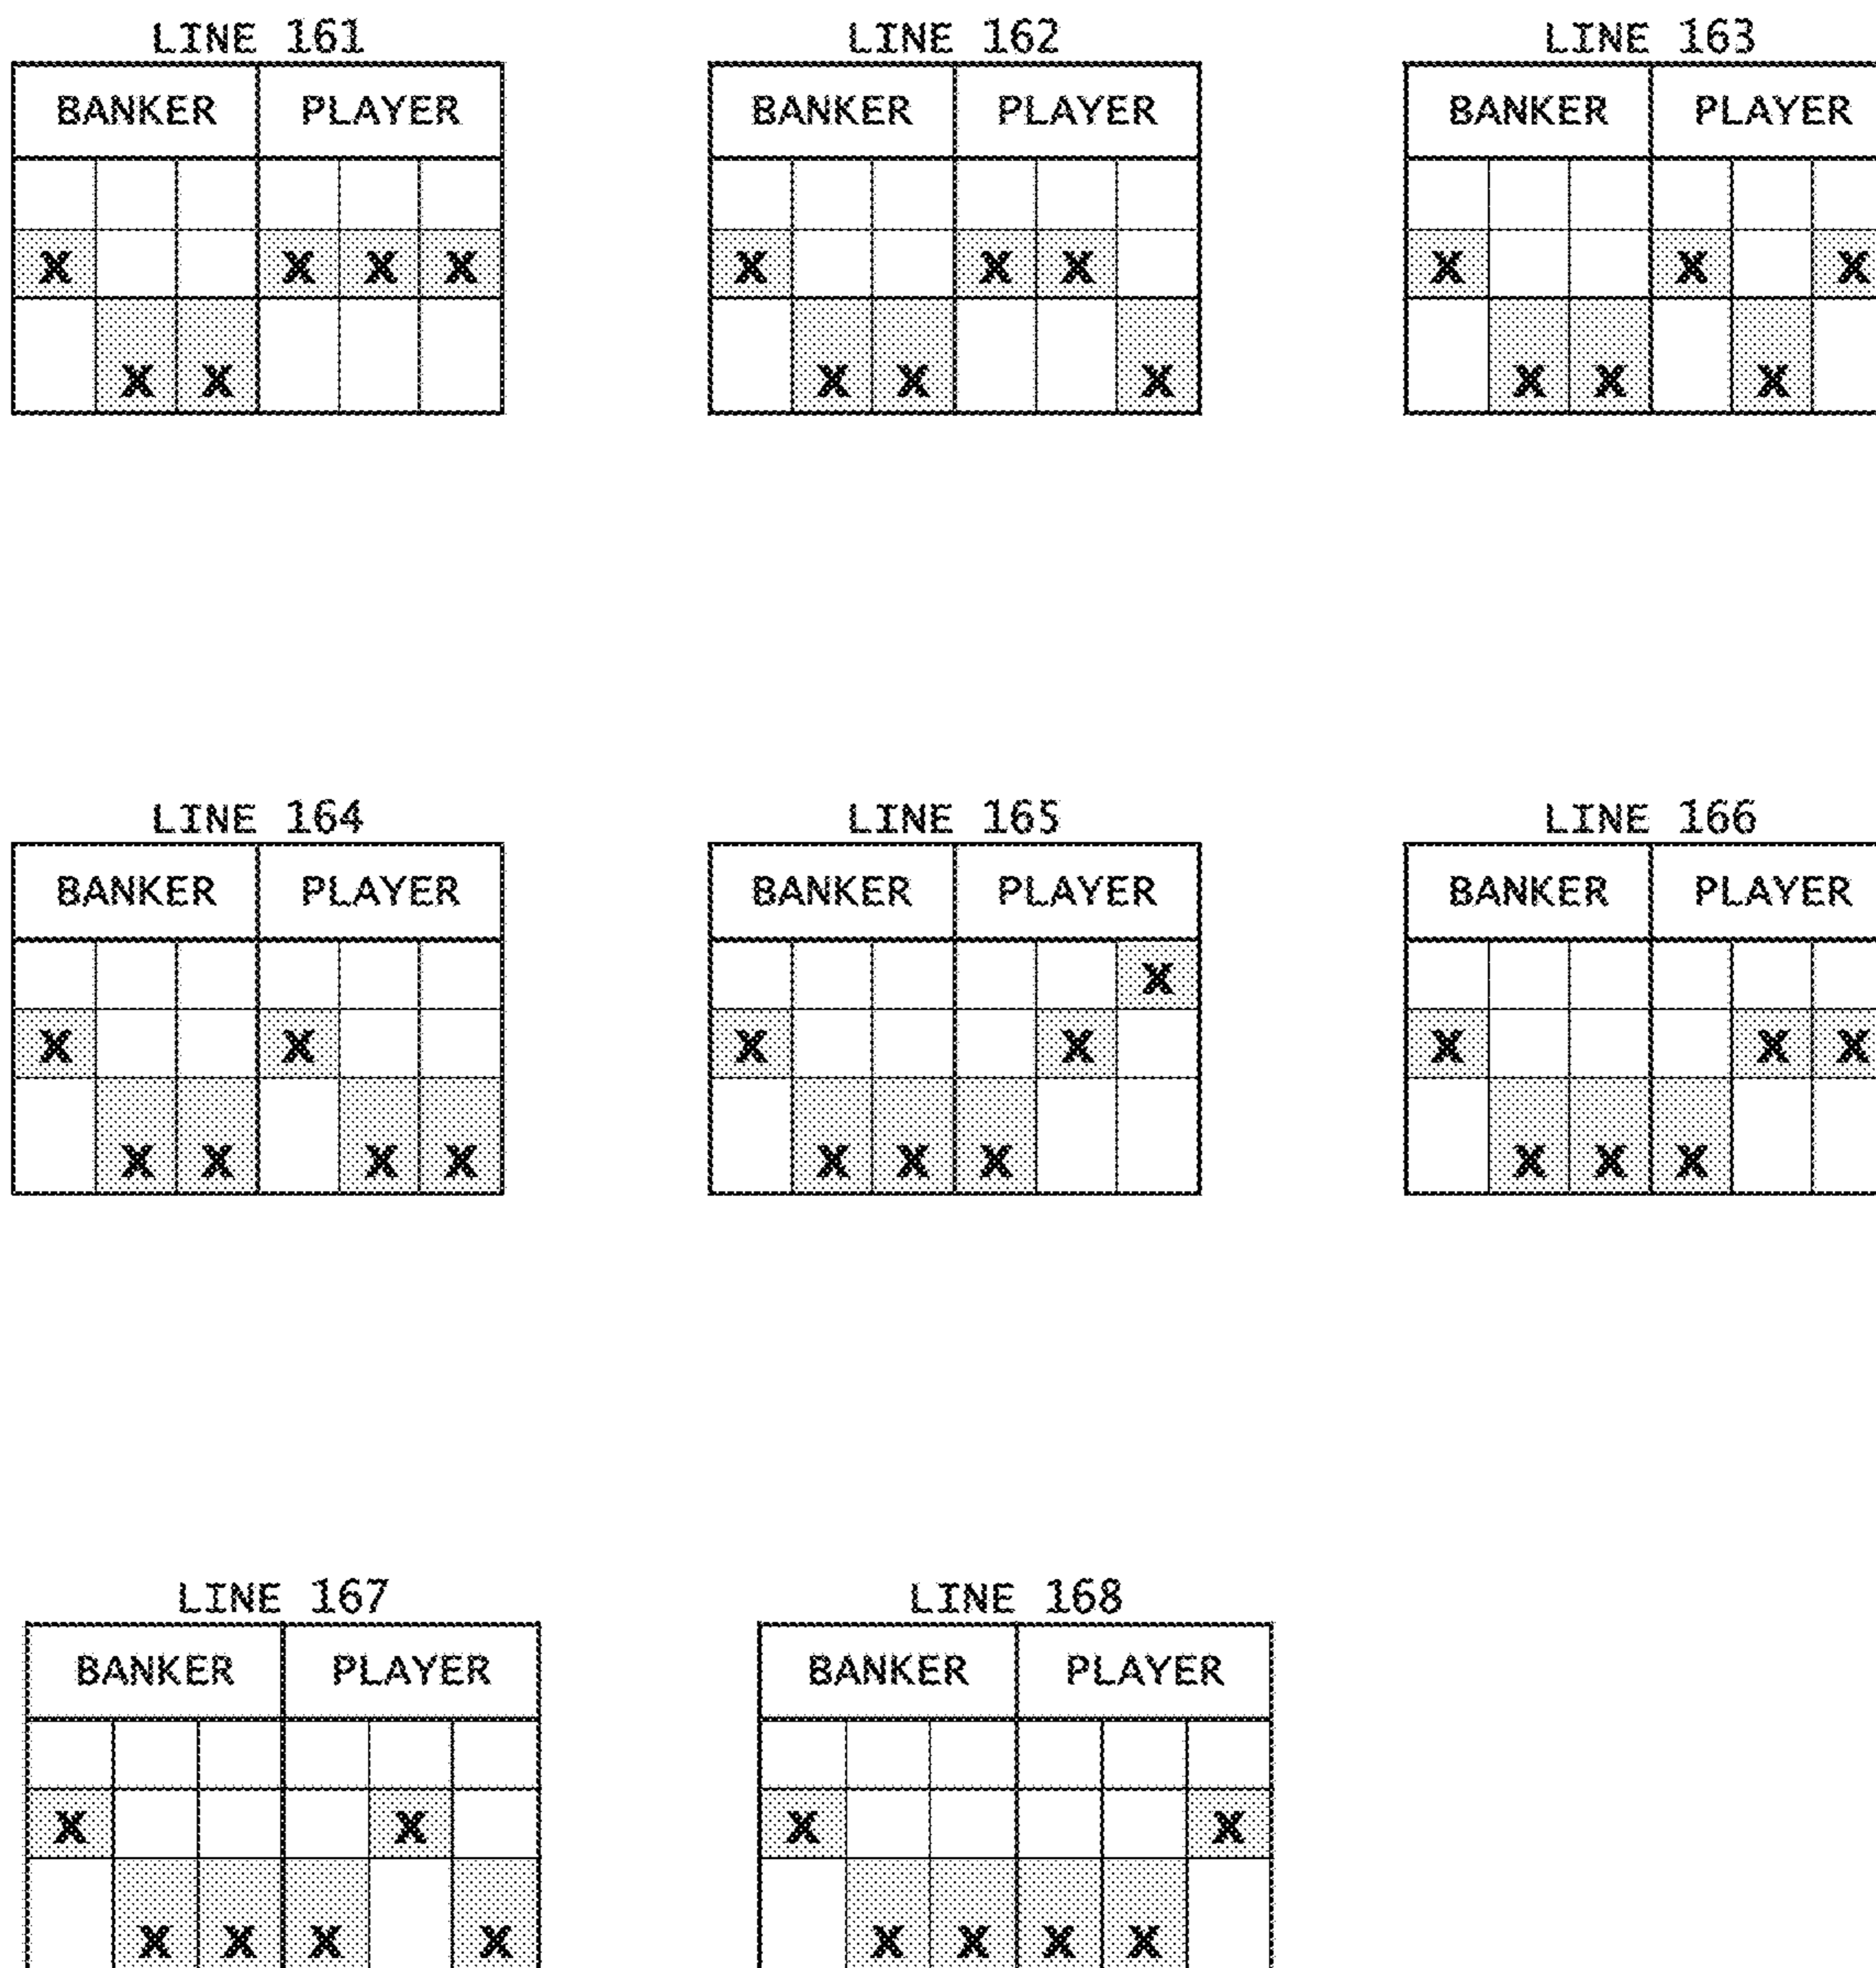 LINE 161 LINE 162 LINE 163
BANKER PLAYER BANKER PLAYER BANKER PLAYER
X X X X X X X X X X
X X X X X X X X
LINE 164 LINE 165 LINE 166
BANKER PLAYER BANKER PLAYER BANKER PLAYER
X
X X X X X X X
X X X X X X X X X X
LINE 167 LINE 168
BANKER PLAYER BANKER PLAYER
X X X X
X X X X X X X X